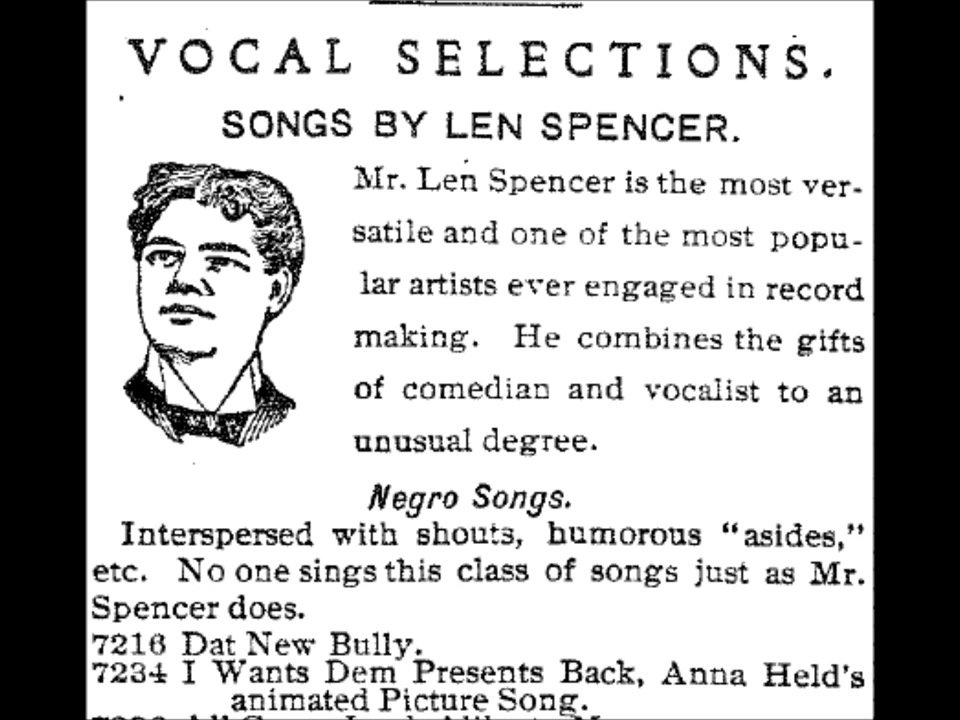 VOCAL SELECTIONS.
SONGS BY LEN SPENCER.
Mr. Len Spencer is the most ver-
satile and one of the most popu-
lar artists ever engaged in record
making. He combines the gifts
of comedian and vocalist to an
unusual degree.
Negro Songs.
Interspersed with shouts, humorous "asides,"
etc. No one sings this class of songs just as Mr.
Spencer does.
7216 Dat New Bully.
7234 I Wants Dem Presents Back, Anna Held's
animated Picture Song.